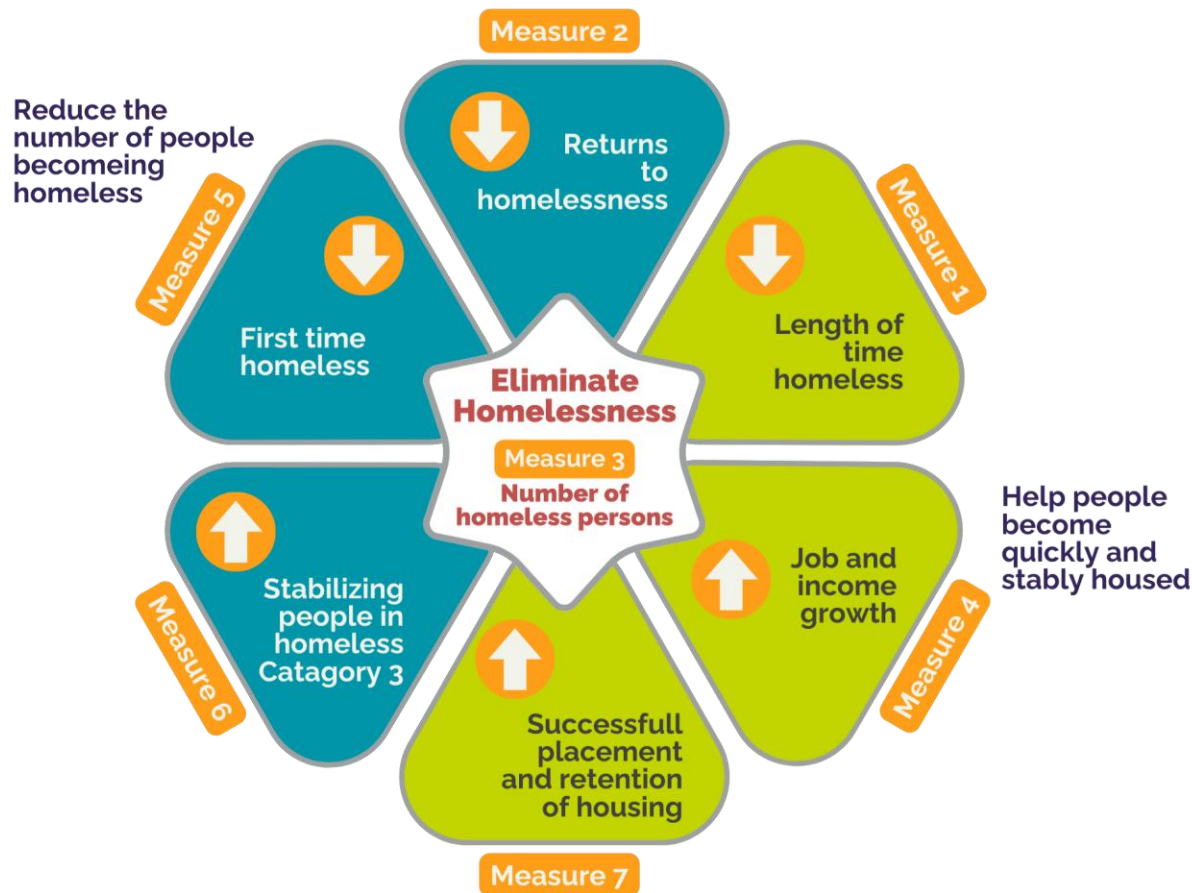 Measure 2
Returns
to
homelessness
Reduce the
number of people
becomeing
homeless
Measure 5
First time
homeless
Measure 1
Length of
time
homeless
Eliminate
Homelessness
Measure 3
Number of
homeless persons
Stabilizing
people in
homeless
Catagory 3
Measure 6
Job and
income
growth
Measure 4
Help people
become
quickly and
stably housed
Successfull
placement
and retention
of housing
Measure 7